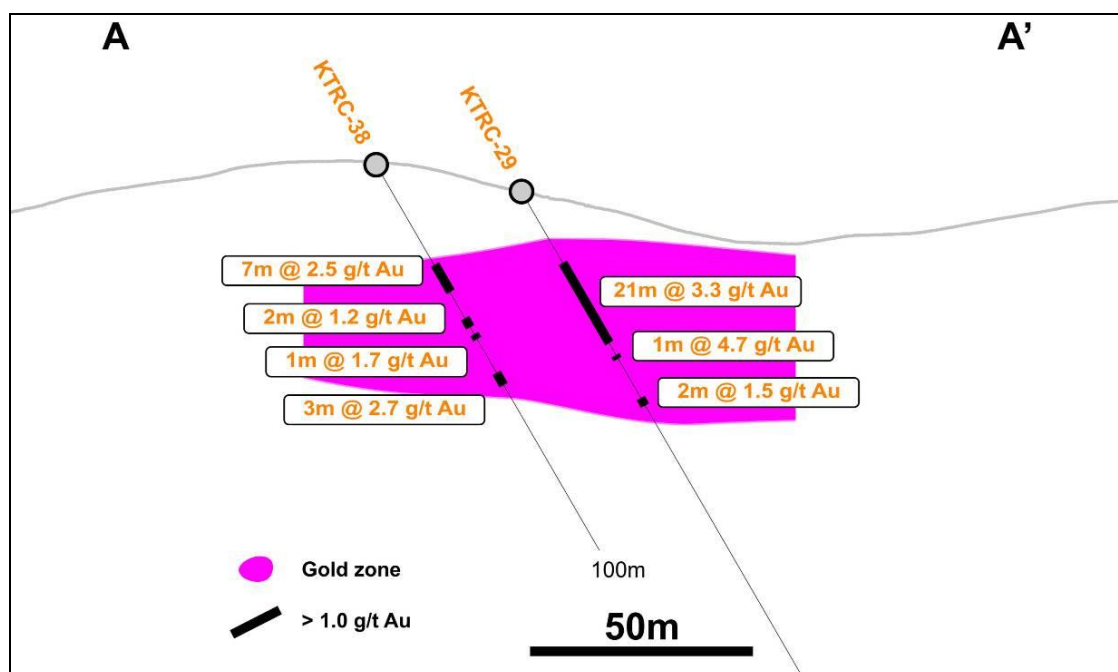 A
A’
KTRC-38
KTRC-29
7m @ 2.5 g/t Au
21m @ 3.3 g/t Au
2m @ 1.2 g/t Au
1m @ 4.7 g/t Au
1m @ 1.7 g/t Au
2m @ 1.5 g/t Au
3m @ 2.7 g/t Au
Gold zone
100m
> 1.0 g/t Au
50m